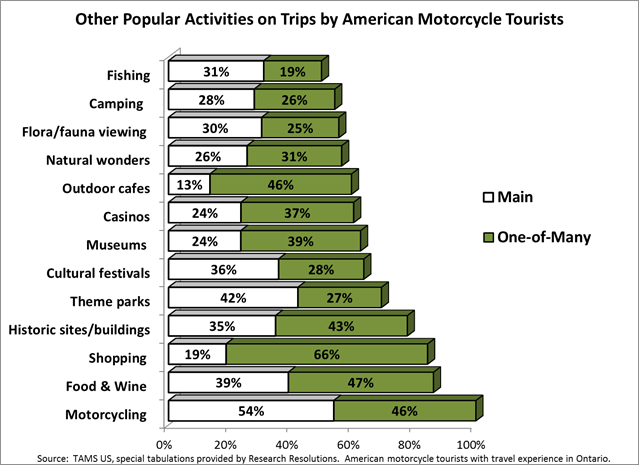 Other Popular Activities on Trips by American Motorcycle Tourists
Fishing 31% 19%
Camping 28% 26%
Flora/fauna viewing 30% 25%
Natural wonders 26% 31%
Outdoor cafes 13% 46%
Casinos 24% 37%
Museums 24% 39%
Cultural festivals 36% 28%
Theme parks 42% 27%
Historic sites/buildings 35% 43%
Shopping 19% 66%
Food & Wine 39% 47%
Motorcycling 54% 46%
Main
One-of-Many
0% 20% 40% 60% 80% 100%
Source: TAMS US, special tabulations provided by Research Resolutions. American motorcycle tourists with travel experience in Ontario.